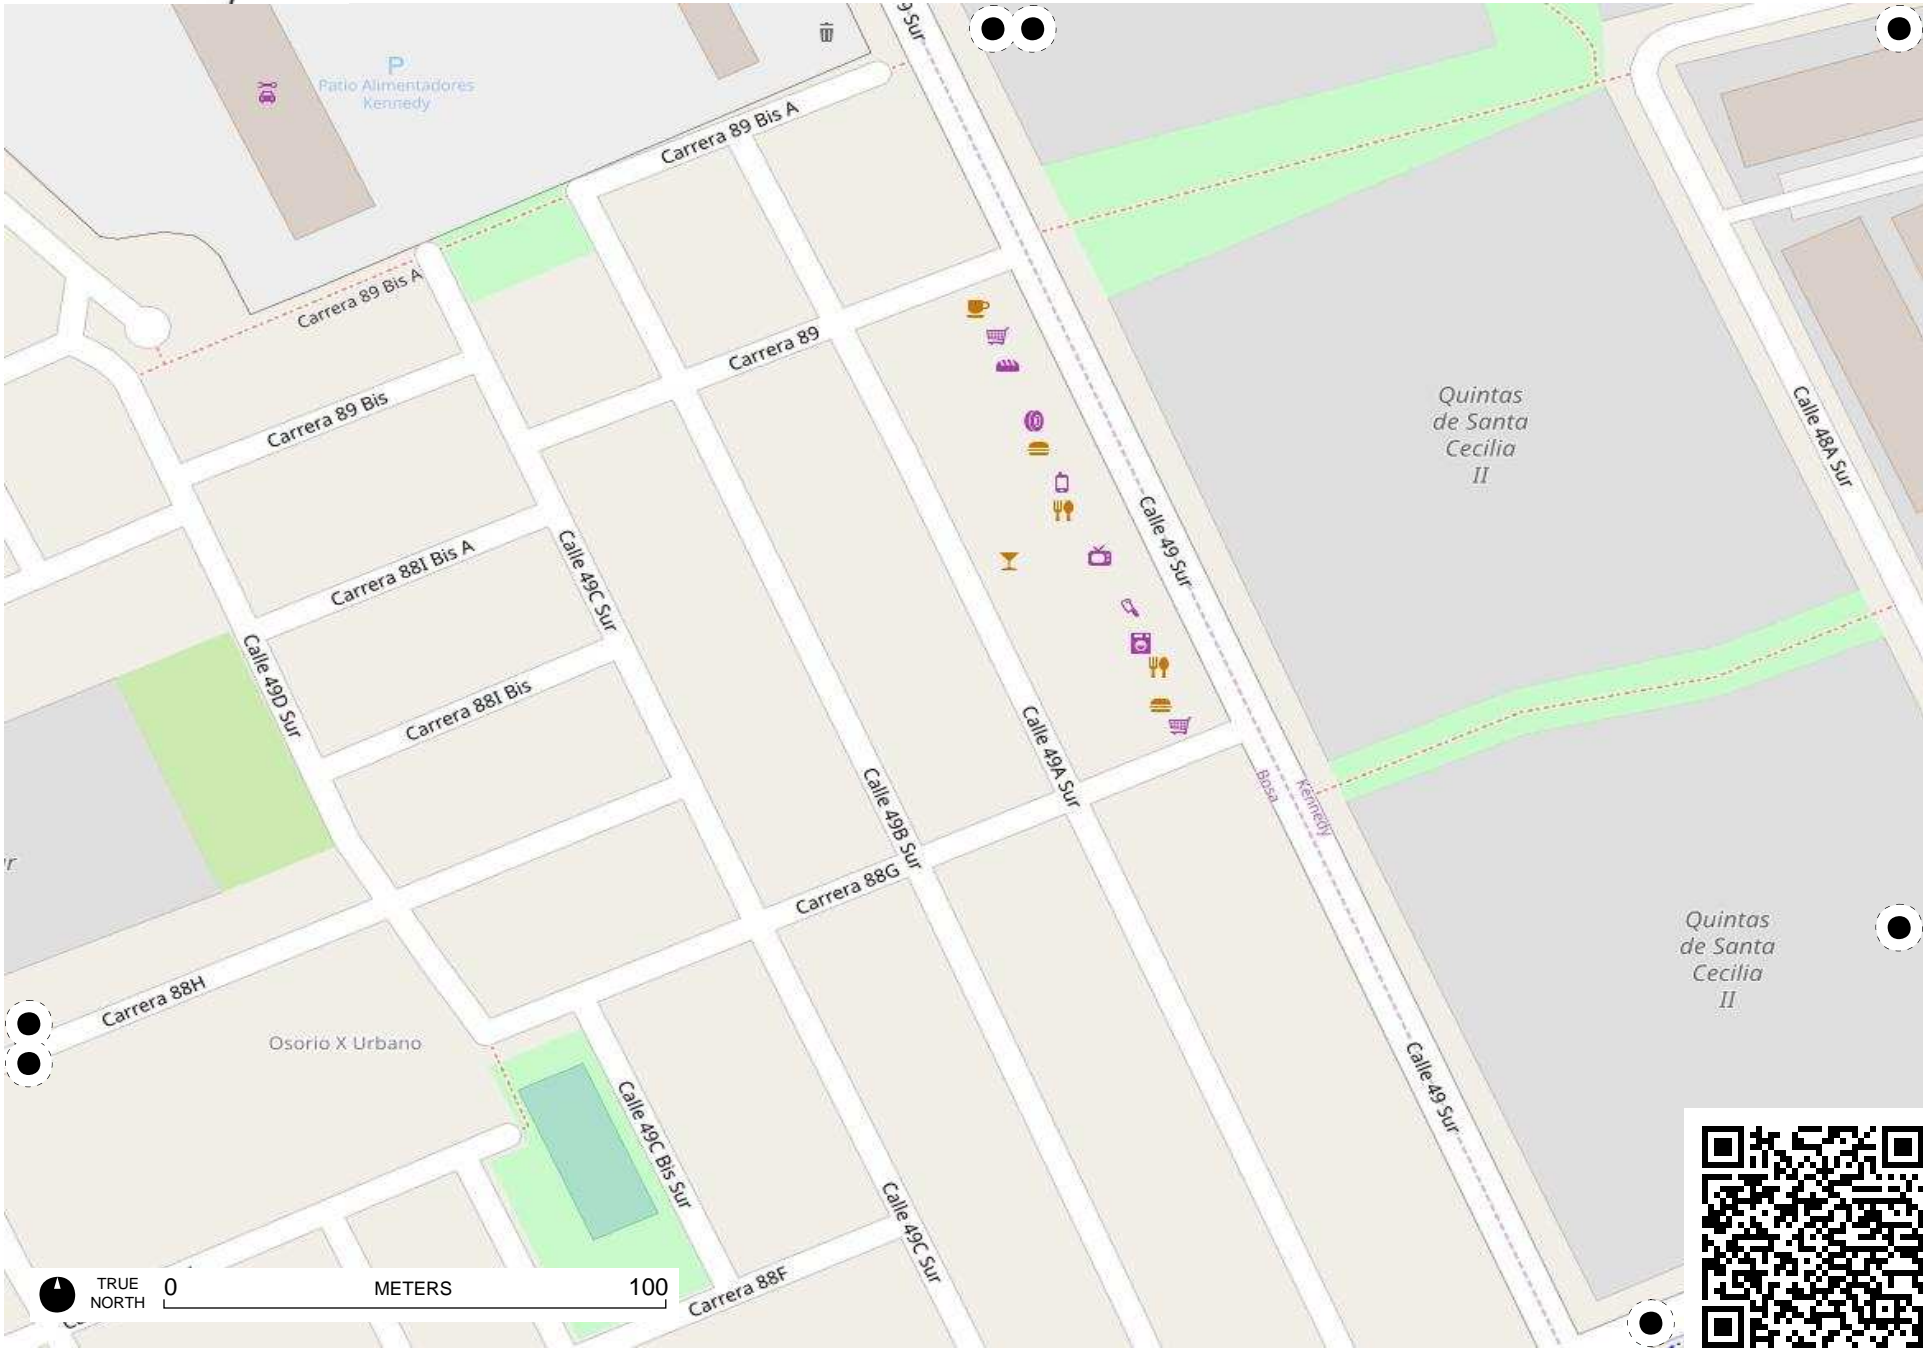 9 Sur
P
Patio Alimentadores
Kennedy
Carrera 89 Bis A
Carrera 89 Bis A
Carrera 89
Carrera 89 Bis
Quintas
de Santa
Cecilia
II
Calle 48A Sur
Calle 49 Sur
Carrera 88I Bis A
Calle 49C Sur
Calle 49D Sur
Carrera 88I Bis
Calle 49A Sur
Calle 49B Sur
Bosa
Kennedy
Carrera 88G
Quintas
de Santa
Cecilia
II
Carrera 88H
Osorio X Urbano
Calle 49 Sur
Calle 49C Bis Sur
Calle 49C Sur
Carrera 88F
TRUE
NORTH
0 METERS 100